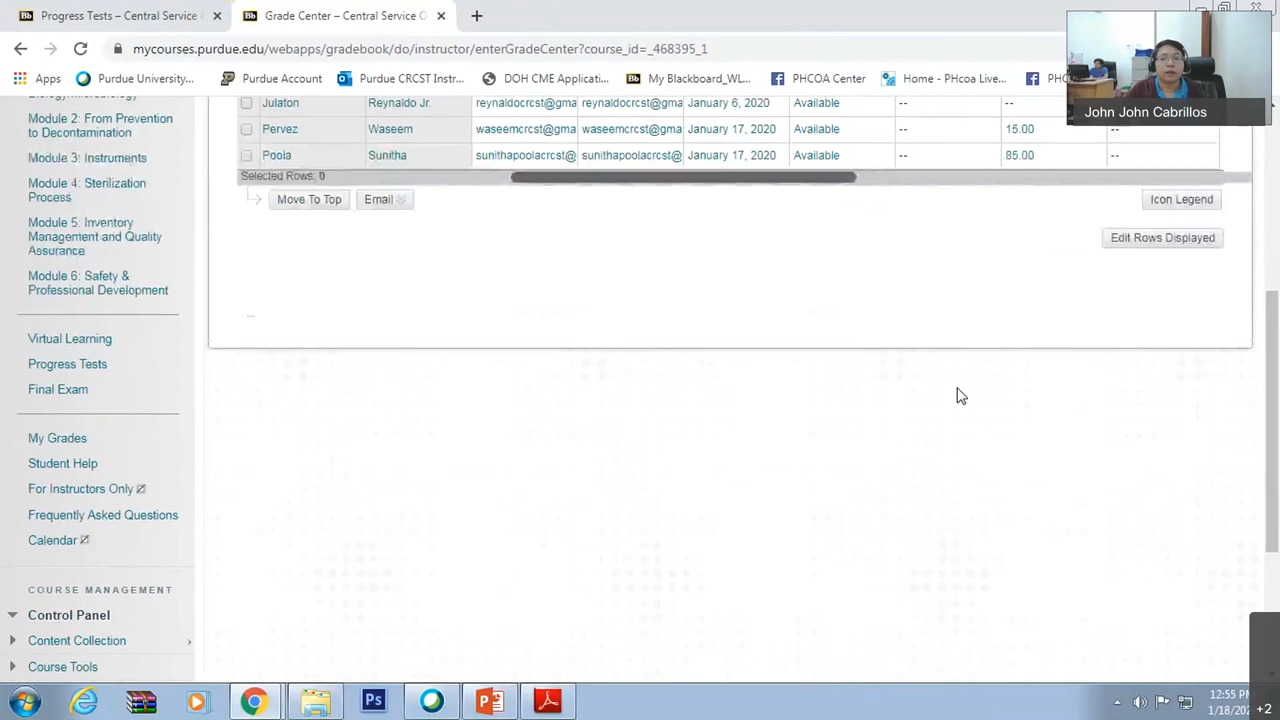 Progress Tests – Central Service
Grade Center – Central Service O
mycourses.purdue.edu/webapps/gradebook/do/instructor/enterGradeCenter?course_id=_468395_1
Apps
Purdue University...
Purdue Account
Purdue CRCST Instr...
DOH CME Applicati...
My Blackboard_WL...
PHCOA Center
Home - PHcoa Live...
John John Cabrillos
Julaton Reynaldo Jr. reynaldocrcst@gma reynaldocrcst@gma January 6, 2020 Available -- --
Pervez Waseem waseemcrcst@gma waseemcrcst@gma January 17, 2020 Available -- 15.00 --
Poola Sunitha sunithapoolacrcst@ sunithapoolacrcst@ January 17, 2020 Available -- 85.00 --
Selected Rows: 0
Move To Top
Email
Icon Legend
Edit Rows Displayed
...
Biology/Microbiology
Module 2: From Prevention
to Decontamination
Module 3: Instruments
Module 4: Sterilization
Process
Module 5: Inventory
Management and Quality
Assurance
Module 6: Safety &
Professional Development
Virtual Learning
Progress Tests
Final Exam
My Grades
Student Help
For Instructors Only
Frequently Asked Questions
Calendar
COURSE MANAGEMENT
Control Panel
Content Collection
Course Tools
Ps
12:55 P
1/18/20
+2